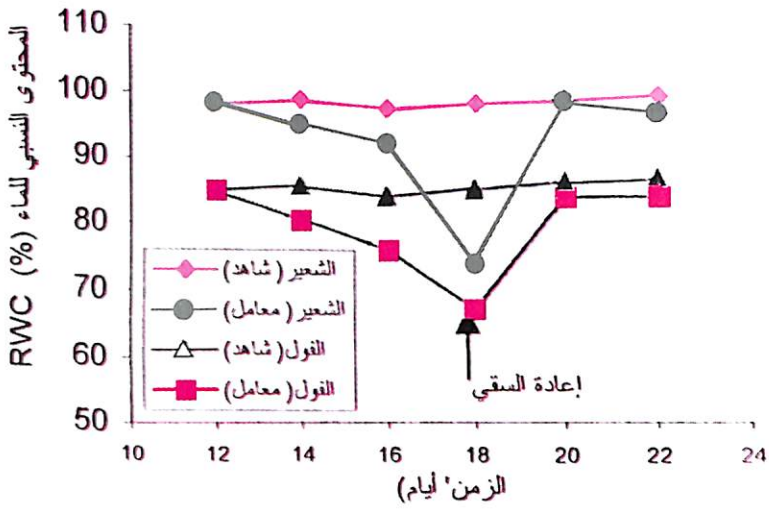 المحتوى النسبي للماء RWC (%)
110
100
90
80
70
60
50
الشعير (شاهد)
الشعير (معامل)
الفول (شاهد)
الفول (معامل)
إعادة السقي
10
12
14
16
18
20
22
24
الزمن' أيام)